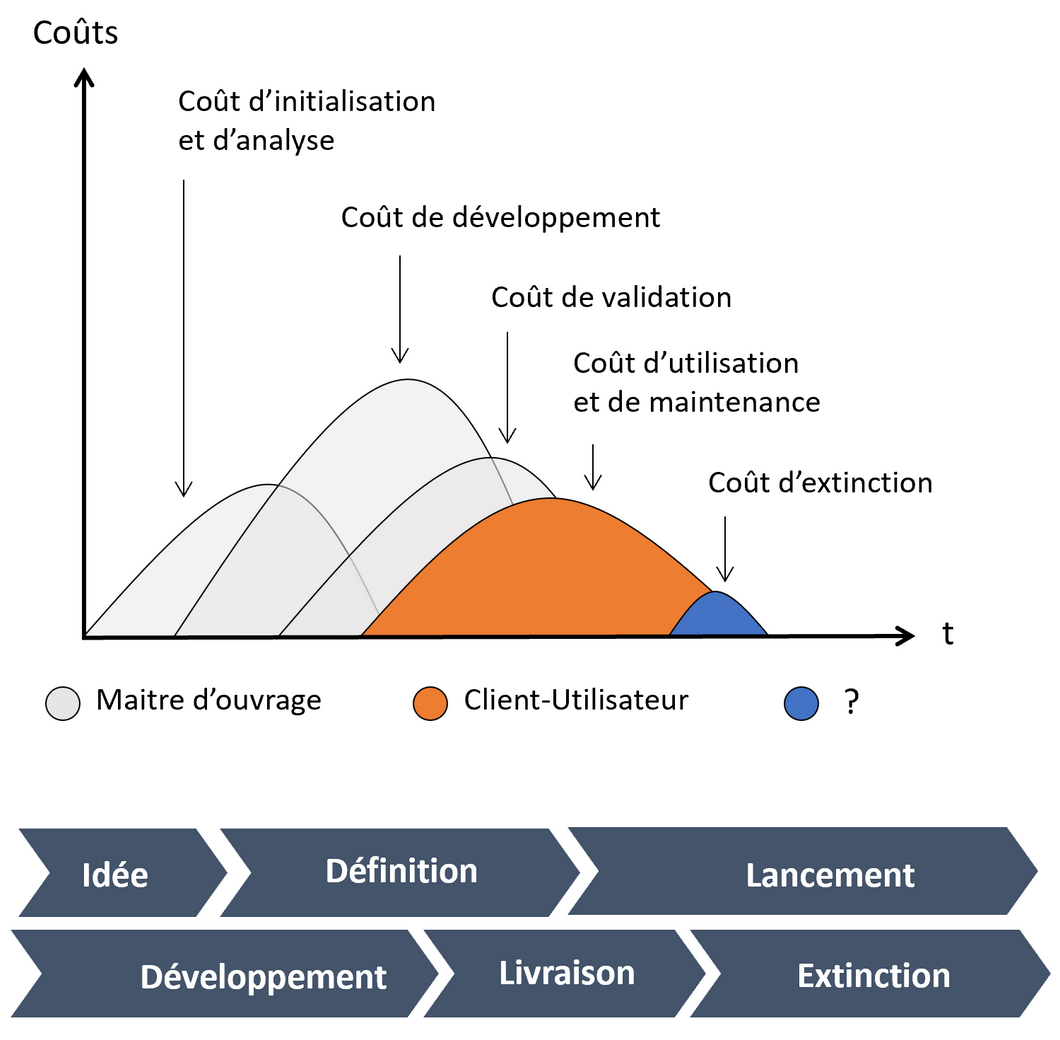 Coûts
Coût d’initialisation
et d’analyse
Coût de développement
Coût de validation
Coût d’utilisation
et de maintenance
Coût d’extinction
t
Maitre d’ouvrage
Client-Utilisateur
?
Idée
Définition
Lancement
Développement
Livraison
Extinction